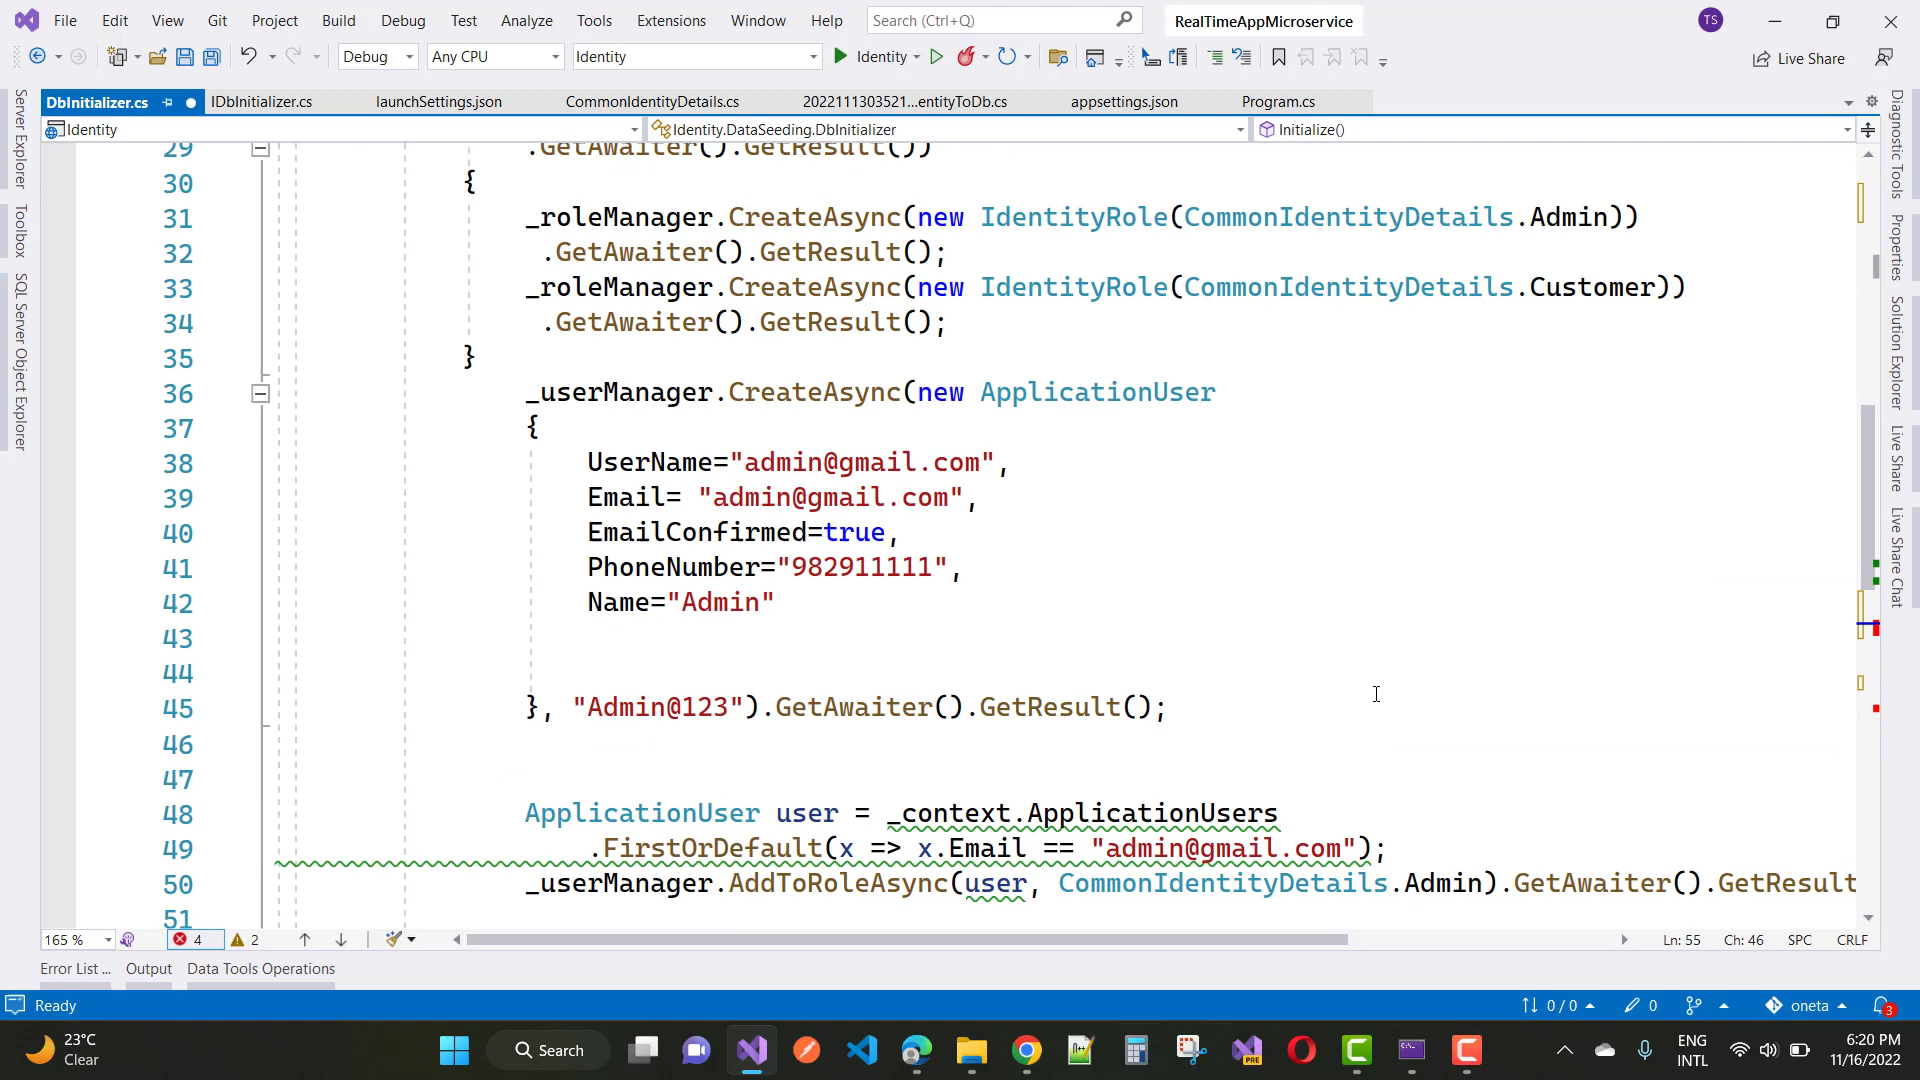 File Edit View Git Project Build Debug Test Analyze Tools Extensions Window Help Search (Ctrl+Q) RealTimeAppMicroservice TS
Debug Any CPU Identity Identity Live Share
DbInitializer.cs IDbInitializer.cs launchSettings.json CommonIdentityDetails.cs 2022111303521...entityToDb.cs appsettings.json Program.cs
Identity Identity.DataSeeding.DbInitializer Initialize()
Server Explorer
Toolbox
SQL Server Object Explorer
29 .GetAwaiter().GetResult())
30 {
31 _roleManager.CreateAsync(new IdentityRole(CommonIdentityDetails.Admin))
32 .GetAwaiter().GetResult();
33 _roleManager.CreateAsync(new IdentityRole(CommonIdentityDetails.Customer))
34 .GetAwaiter().GetResult();
35 }
36 _userManager.CreateAsync(new ApplicationUser
37 {
38 UserName="admin@gmail.com",
39 Email= "admin@gmail.com",
40 EmailConfirmed=true,
41 PhoneNumber="982911111",
42 Name="Admin"
43
44
45 }, "Admin@123").GetAwaiter().GetResult();
46
47
48 ApplicationUser user = _context.ApplicationUsers
49 .FirstOrDefault(x => x.Email == "admin@gmail.com");
50 _userManager.AddToRoleAsync(user, CommonIdentityDetails.Admin).GetAwaiter().GetResult
51
Diagnostic Tools
Properties
Solution Explorer
Live Share
Live Share Chat
165 % 4 2 Ln: 55 Ch: 46 SPC CRLF
Error List ... Output Data Tools Operations
Ready 0 / 0 0 oneta 3
23°C
Clear
Search
PRE
ENG
INTL
6:20 PM
11/16/2022